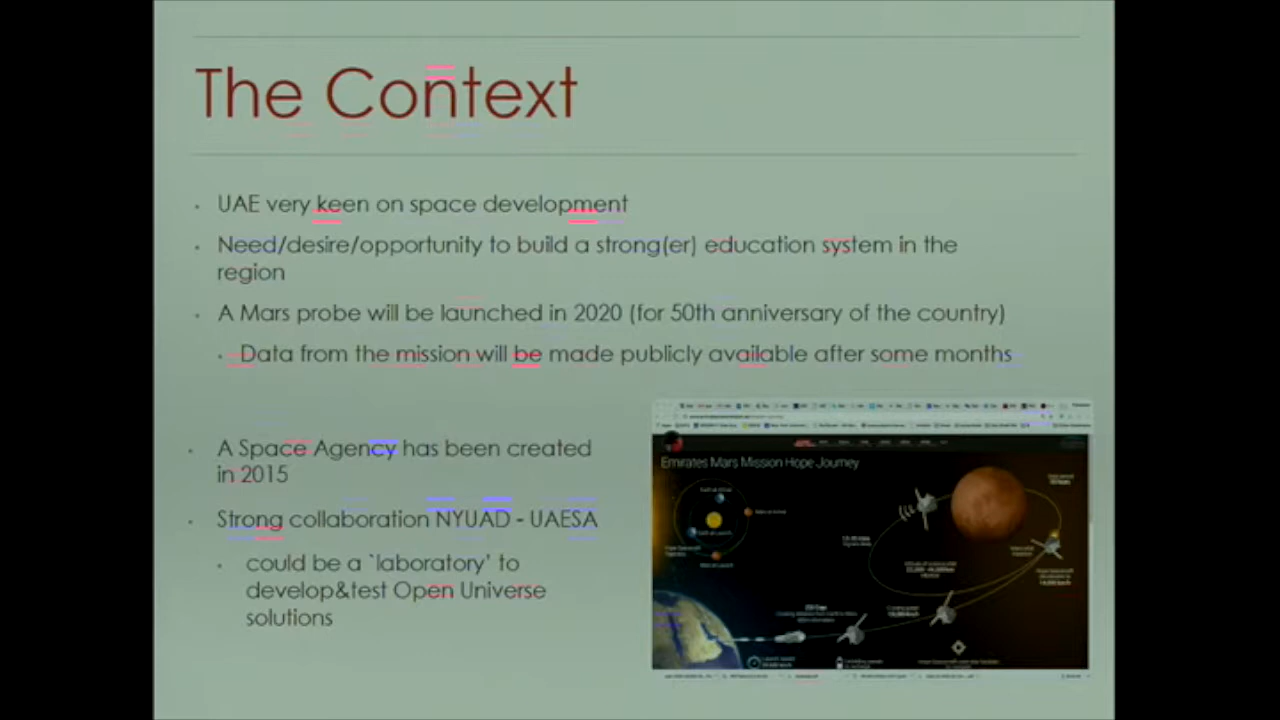 The Context
UAE very keen on space development
Need/desire/opportunity to build a strong(er) education system in the
region
A Mars probe will be launched in 2020 (for 50th anniversary of the country)
Data from the mission will be made publicly available after some months
A Space Agency has been created
in 2015
Strong collaboration NYUAD - UAESA
could be a `laboratory' to
develop&test Open Universe
solutions
Emirates Mars Mission Hope Journey